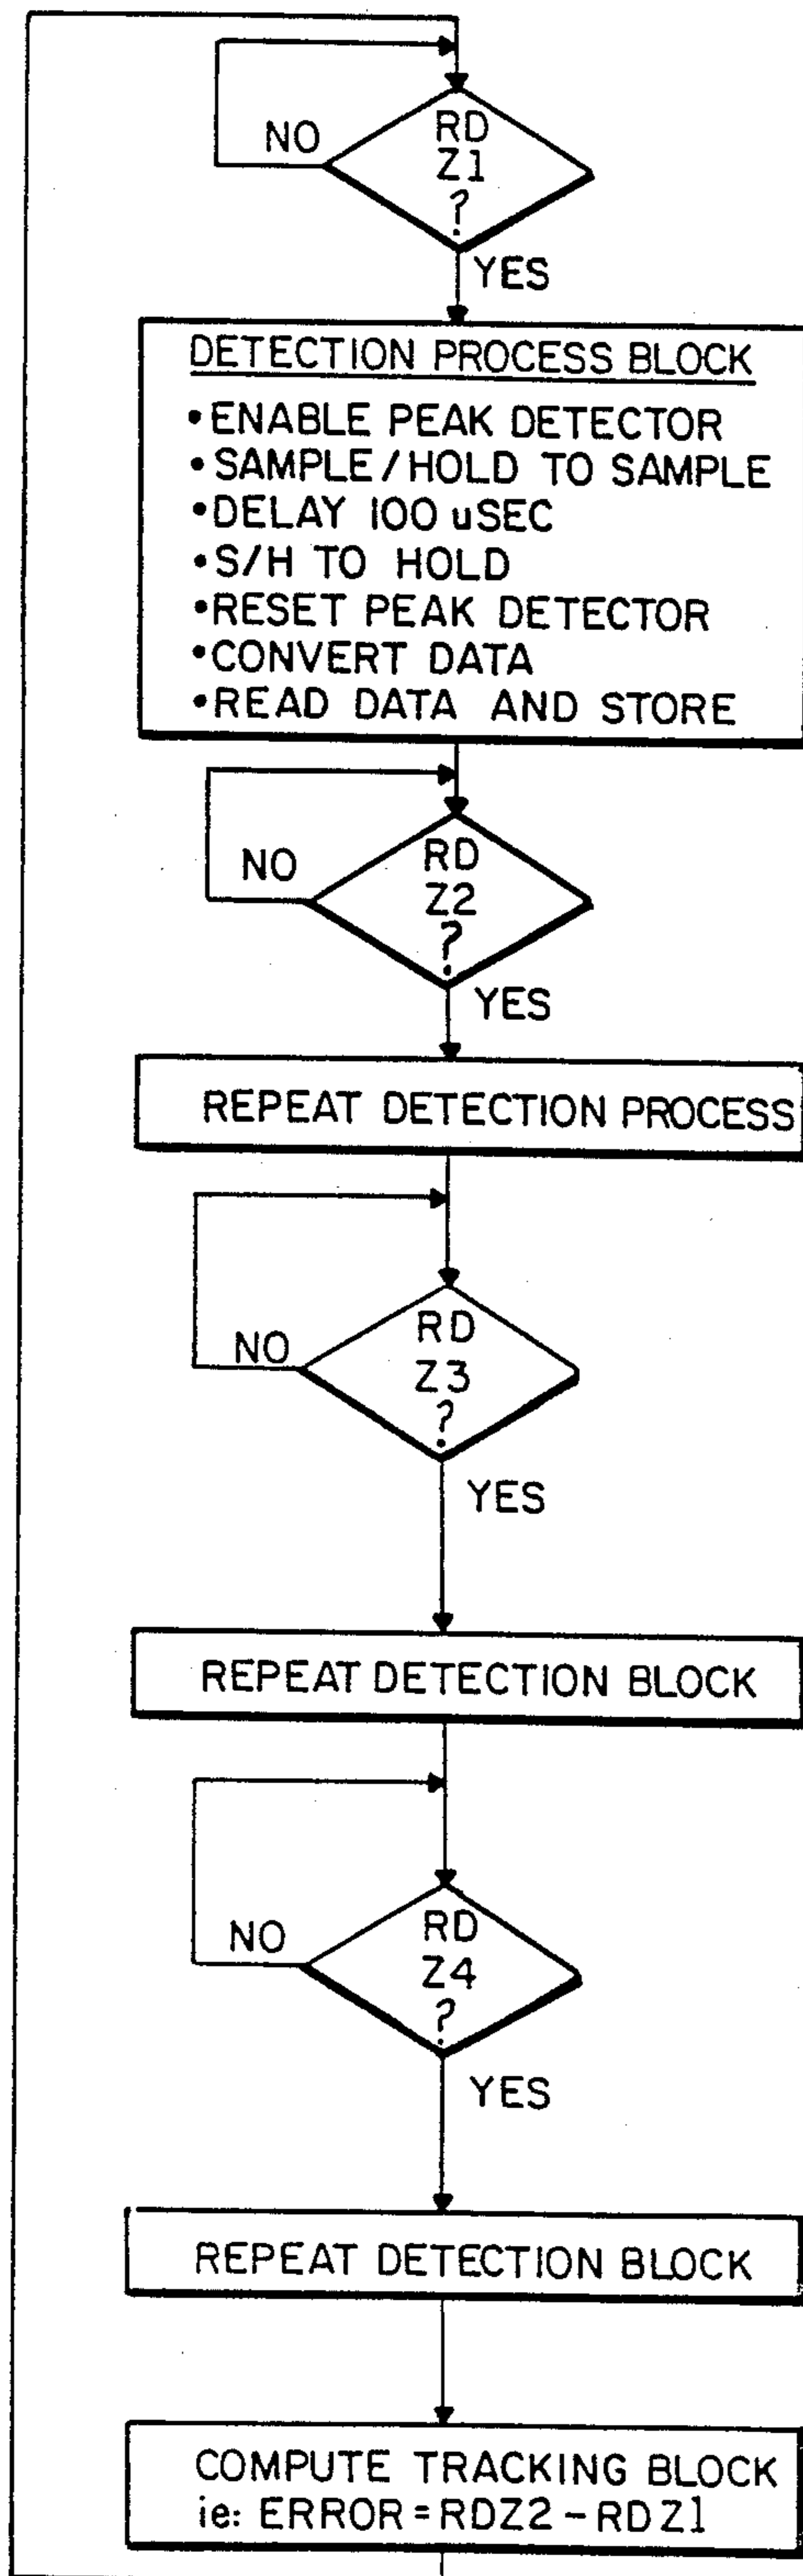 RD
Z1
?
NO
YES
DETECTION PROCESS BLOCK
•ENABLE PEAK DETECTOR
•SAMPLE/HOLD TO SAMPLE
•DELAY 100 uSEC
•S/H TO HOLD
•RESET PEAK DETECTOR
•CONVERT DATA
•READ DATA AND STORE
RD
Z2
?
NO
YES
REPEAT DETECTION PROCESS
RD
Z3
?
NO
YES
REPEAT DETECTION BLOCK
RD
Z4
?
NO
YES
REPEAT DETECTION BLOCK
COMPUTE TRACKING BLOCK
ie: ERROR = RDZ2 - RDZ1